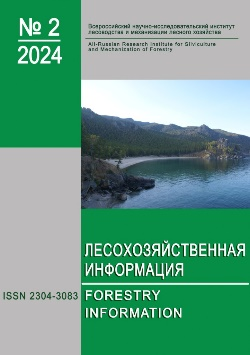 № 2
2024
Всероссийский научно-исследовательский институт
лесоводства и механизации лесного хозяйства
All-Russian Research Institute for Silviculture
and Mechanization of Forestry
ЛЕСОХОЗЯЙСТВЕННАЯ
ИНФОРМАЦИЯ
ISSN 2304-3083
FORESTRY
INFORMATION